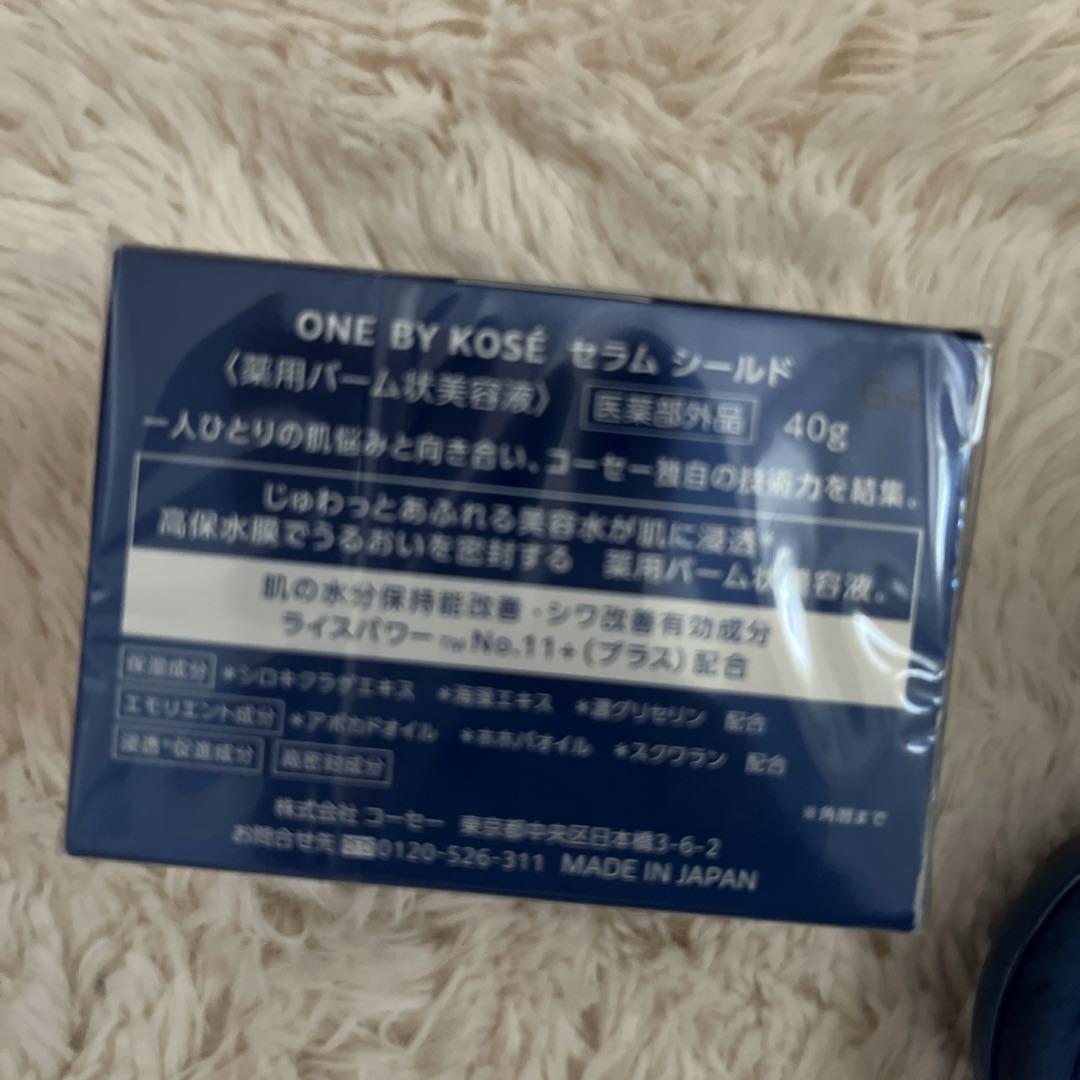 ONE BY KOSÉ セラム シールド
〈薬用バーム状美容液〉 医薬部外品 40g
一人ひとりの肌悩みと向き合い、コーセー独自の技術力を結集。
じゅわっとあふれる美容水が肌に浸透*
高保水膜でうるおいを密封する 薬用バーム状美容液。
肌の水分保持能改善・シワ改善有効成分
ライスパワー™No.11+(プラス)配合
保湿成分 *シロキクラゲエキス *海藻エキス *濃グリセリン 配合
エモリエント成分 *アボカドオイル *ホホバオイル *スクワラン 配合
浸透*促進成分 高密封成分
*角層まで
株式会社 コーセー 東京都中央区日本橋3-6-2
お問合せ先 0120-526-311 MADE IN JAPAN